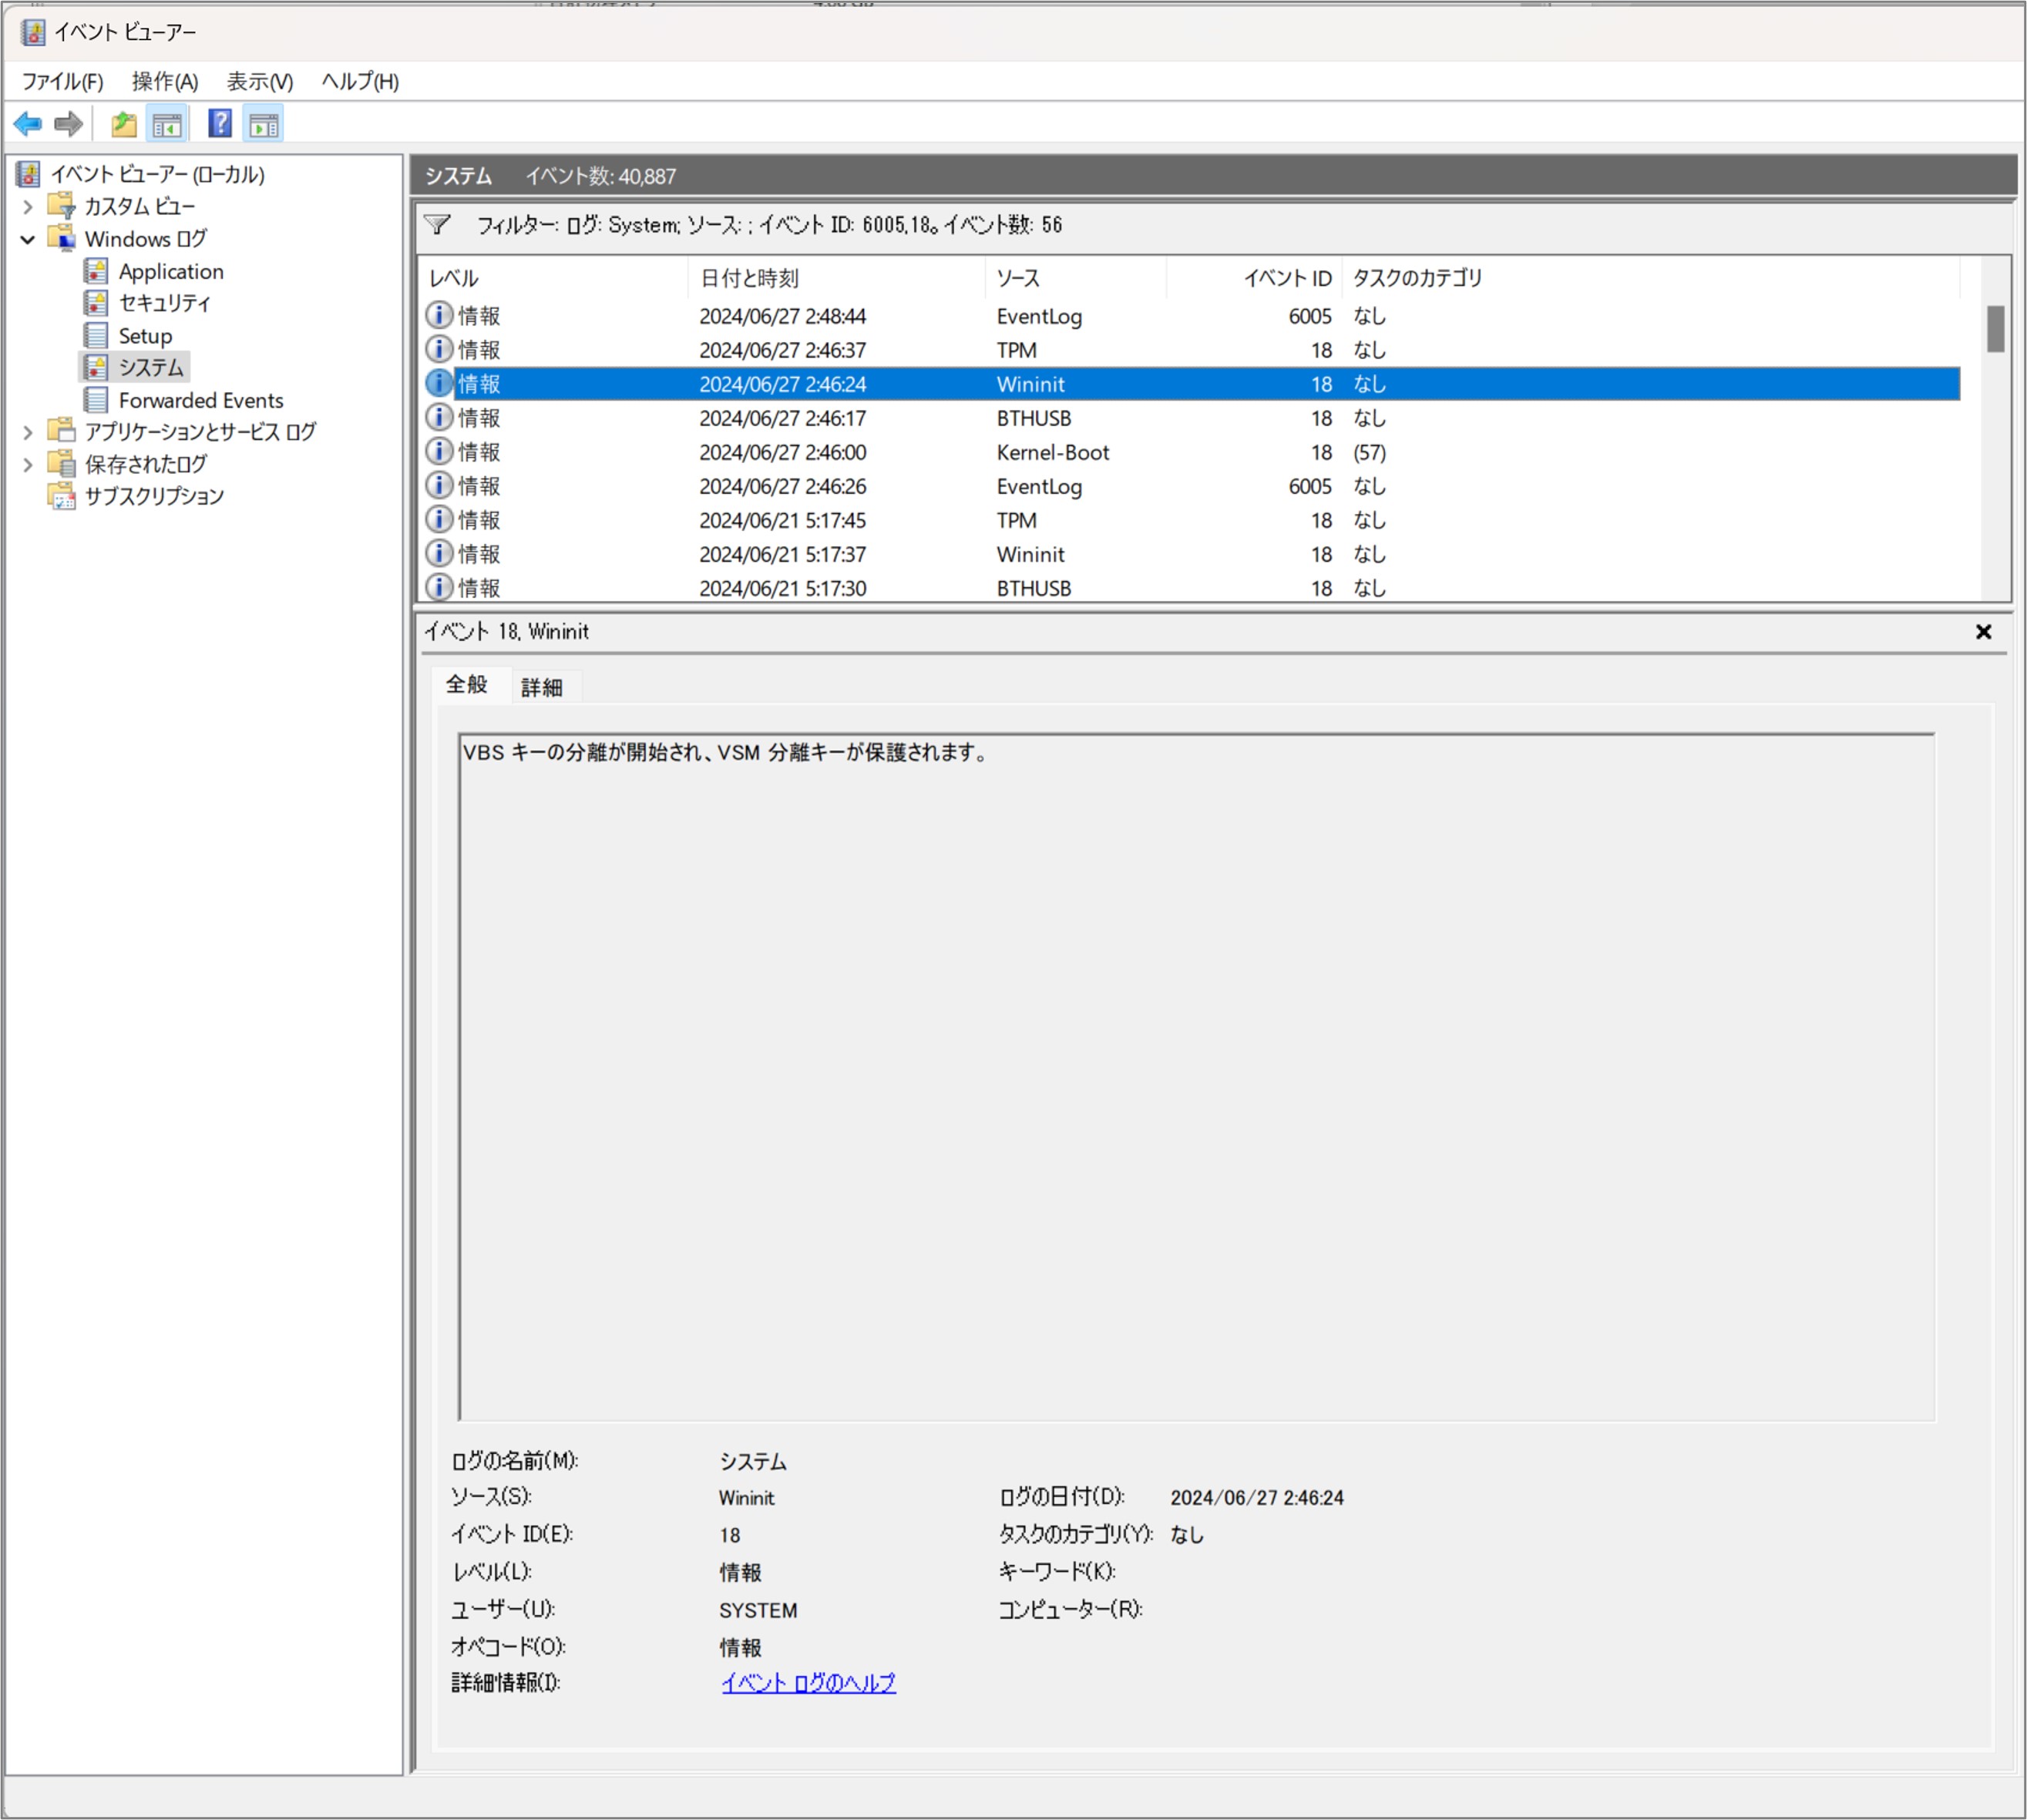 イベント ビューアー
ファイル(F) 操作(A) 表示(V) ヘルプ(H)
イベント ビューアー (ローカル)
カスタム ビュー
Windows ログ
Application
セキュリティ
Setup
システム
Forwarded Events
アプリケーションとサービス ログ
保存されたログ
サブスクリプション
システム イベント数: 40,887
フィルター: ログ: System; ソース: ; イベント ID: 6005,18。イベント数: 56
レベル 日付と時刻 ソース イベント ID タスクのカテゴリ
情報 2024/06/27 2:48:44 EventLog 6005 なし
情報 2024/06/27 2:46:37 TPM 18 なし
情報 2024/06/27 2:46:24 Wininit 18 なし
情報 2024/06/27 2:46:17 BTHUSB 18 なし
情報 2024/06/27 2:46:00 Kernel-Boot 18 (57)
情報 2024/06/27 2:46:26 EventLog 6005 なし
情報 2024/06/21 5:17:45 TPM 18 なし
情報 2024/06/21 5:17:37 Wininit 18 なし
情報 2024/06/21 5:17:30 BTHUSB 18 なし
イベント 18, Wininit
全般 詳細
VBS キーの分離が開始され、VSM 分離キーが保護されます。
ログの名前(M): システム
ソース(S): Wininit ログの日付(D): 2024/06/27 2:46:24
イベント ID(E): 18 タスクのカテゴリ(Y): なし
レベル(L): 情報 キーワード(K):
ユーザー(U): SYSTEM コンピューター(R):
オペコード(O): 情報
詳細情報(I): イベント ログのヘルプ